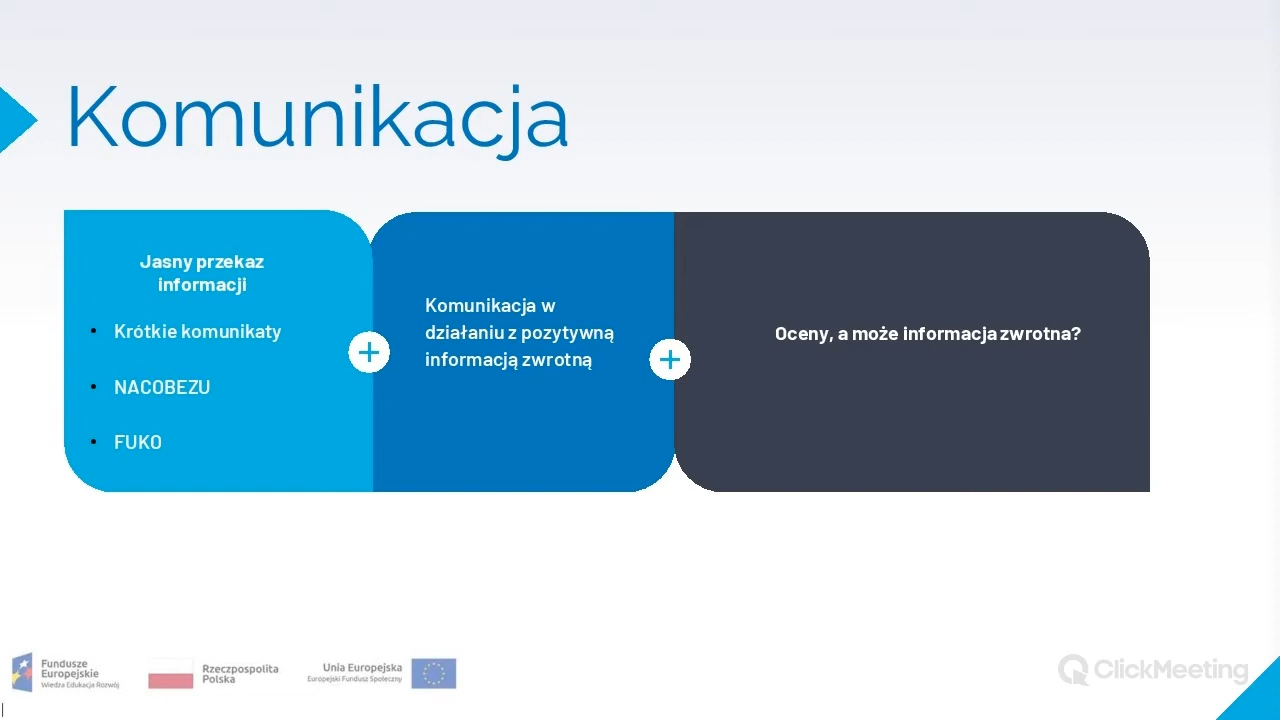 Komunikacja
Jasny przekaz
informacji
• Krótkie komunikaty
• NACOBEZU
• FUKO
Komunikacja w
działaniu z pozytywną
informacją zwrotną
Oceny, a może informacja zwrotna?
Fundusze
Europejskie
Wiedza Edukacja Rozwój
Rzeczpospolita
Polska
Unia Europejska
Europejski Fundusz Społeczny
ClickMeeting